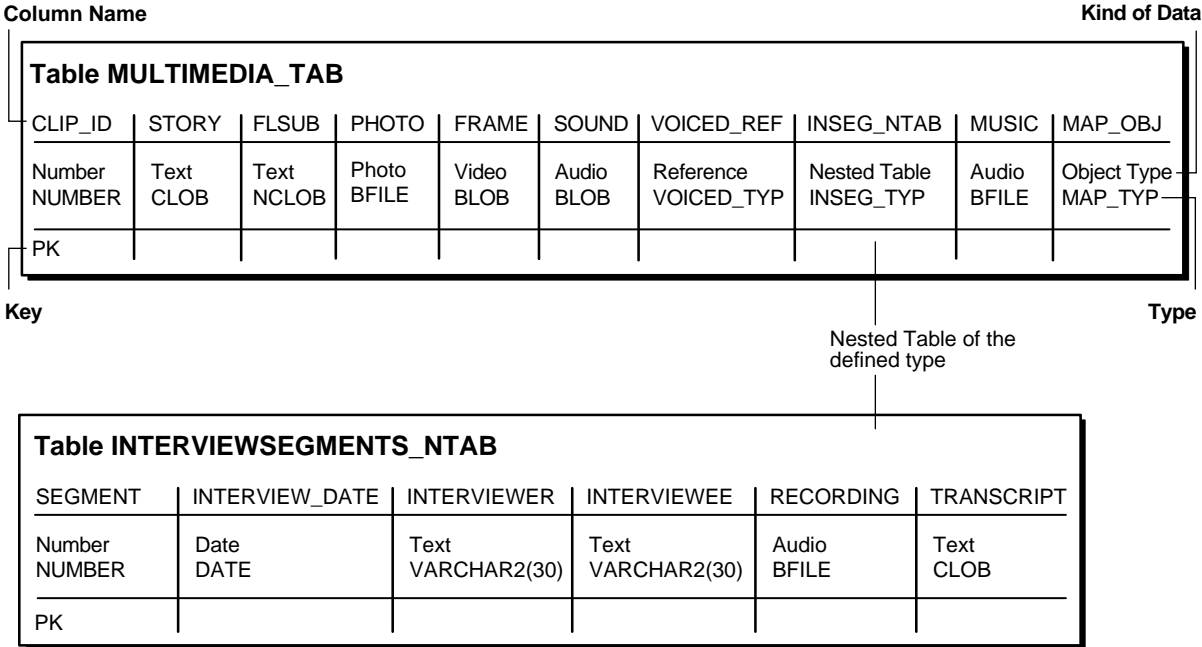 Column Name Kind of Data
Table MULTIMEDIA_TAB
CLIP_ID STORY FLSUB PHOTO FRAME SOUND VOICED_REF INSEG_NTAB MUSIC MAP_OBJ
Number Text Text Photo Video Audio Reference Nested Table Audio Object Type
NUMBER CLOB NCLOB BFILE BLOB BLOB VOICED_TYP INSEG_TYP BFILE MAP_TYP
PK
Key Type
Nested Table of the
defined type
Table INTERVIEWSEGMENTS_NTAB
SEGMENT INTERVIEW_DATE INTERVIEWER INTERVIEWEE RECORDING TRANSCRIPT
Number Date Text Text Audio Text
NUMBER DATE VARCHAR2(30) VARCHAR2(30) BFILE CLOB
PK